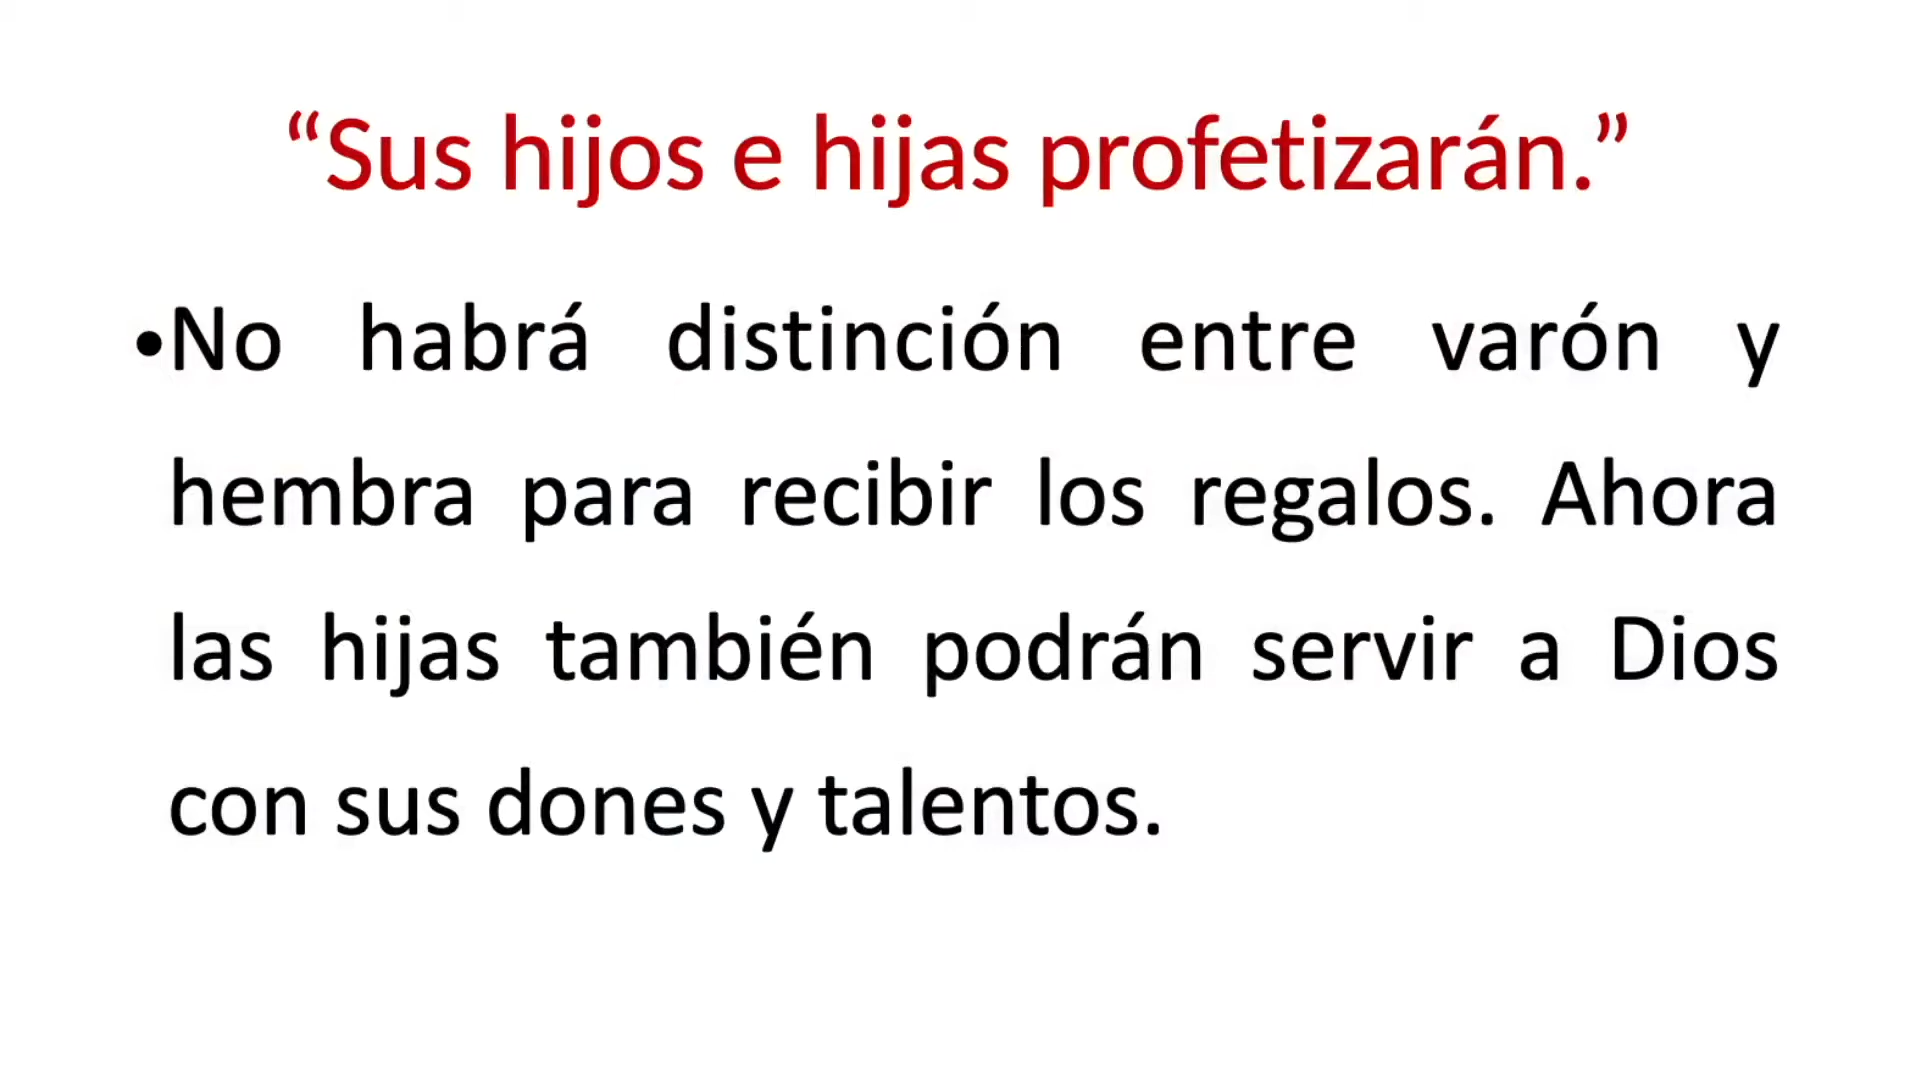 “Sus hijos e hijas profetizarán.”
•No habrá distinción entre varón y
hembra para recibir los regalos. Ahora
las hijas también podrán servir a Dios
con sus dones y talentos.